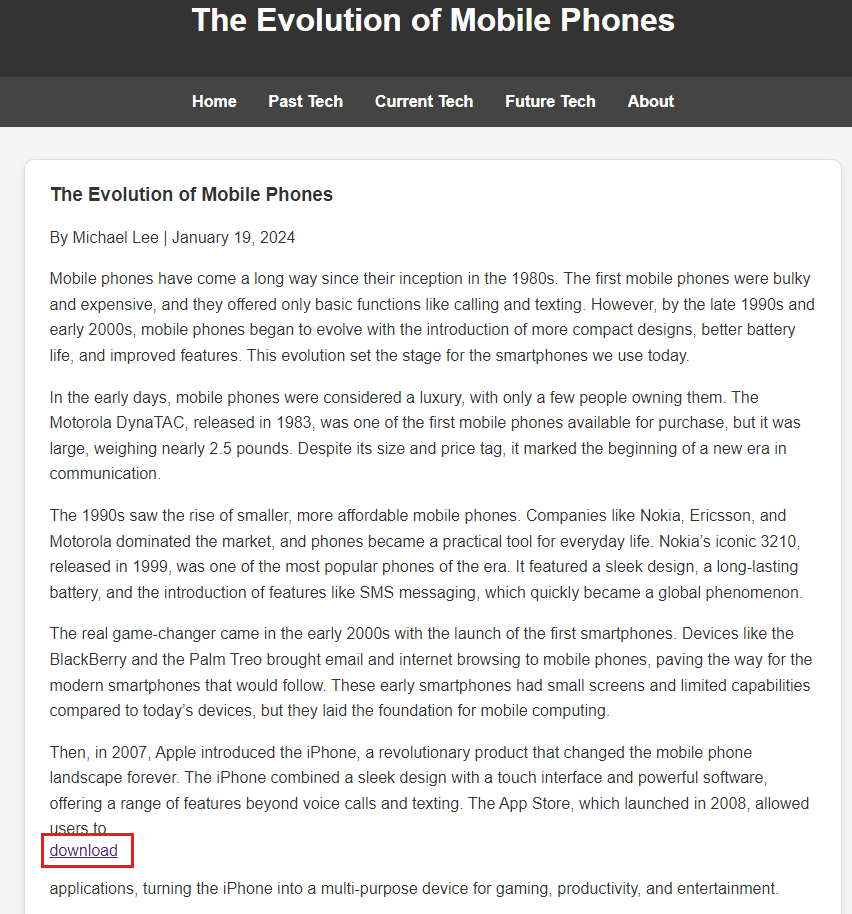 The Evolution of Mobile Phones
Home Past Tech Current Tech Future Tech About
The Evolution of Mobile Phones
By Michael Lee | January 19, 2024
Mobile phones have come a long way since their inception in the 1980s. The first mobile phones were bulky
and expensive, and they offered only basic functions like calling and texting. However, by the late 1990s and
early 2000s, mobile phones began to evolve with the introduction of more compact designs, better battery
life, and improved features. This evolution set the stage for the smartphones we use today.
In the early days, mobile phones were considered a luxury, with only a few people owning them. The
Motorola DynaTAC, released in 1983, was one of the first mobile phones available for purchase, but it was
large, weighing nearly 2.5 pounds. Despite its size and price tag, it marked the beginning of a new era in
communication.
The 1990s saw the rise of smaller, more affordable mobile phones. Companies like Nokia, Ericsson, and
Motorola dominated the market, and phones became a practical tool for everyday life. Nokia’s iconic 3210,
released in 1999, was one of the most popular phones of the era. It featured a sleek design, a long-lasting
battery, and the introduction of features like SMS messaging, which quickly became a global phenomenon.
The real game-changer came in the early 2000s with the launch of the first smartphones. Devices like the
BlackBerry and the Palm Treo brought email and internet browsing to mobile phones, paving the way for the
modern smartphones that would follow. These early smartphones had small screens and limited capabilities
compared to today’s devices, but they laid the foundation for mobile computing.
Then, in 2007, Apple introduced the iPhone, a revolutionary product that changed the mobile phone
landscape forever. The iPhone combined a sleek design with a touch interface and powerful software,
offering a range of features beyond voice calls and texting. The App Store, which launched in 2008, allowed
users to
download
applications, turning the iPhone into a multi-purpose device for gaming, productivity, and entertainment.